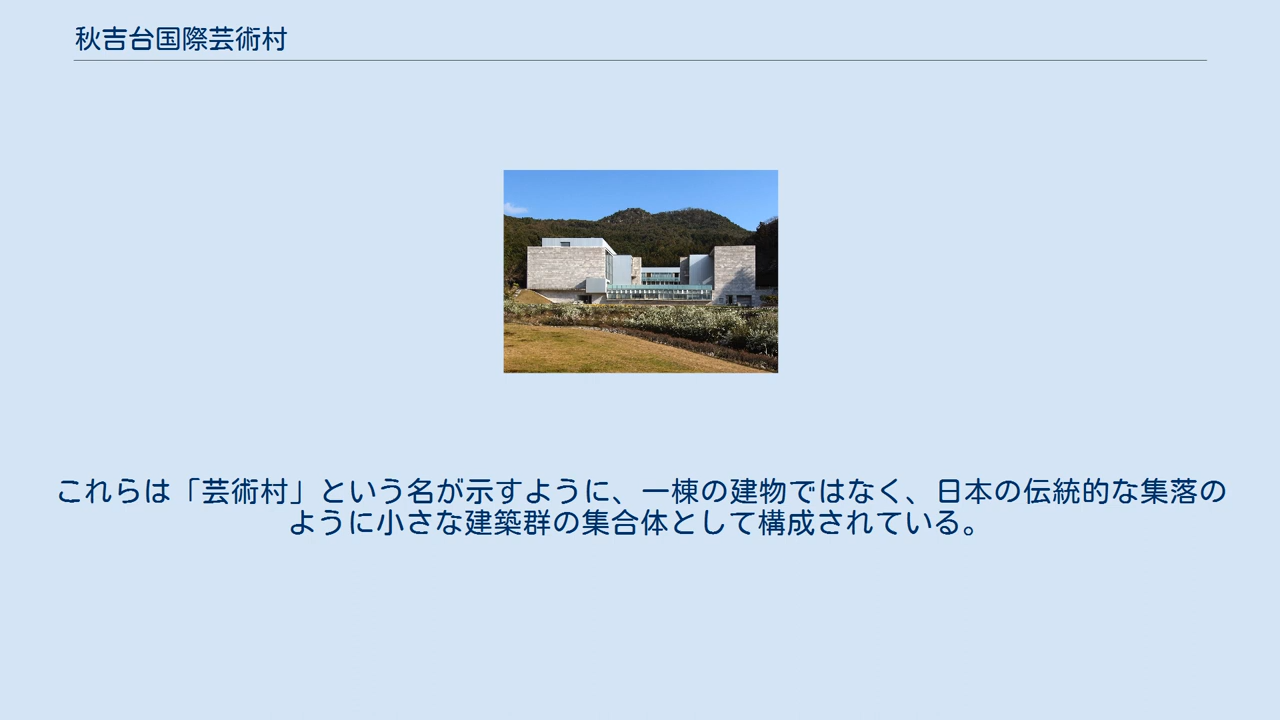 秋吉台国際芸術村
これらは「芸術村」という名が示すように、一棟の建物ではなく、日本の伝統的な集落の
ように小さな建築群の集合体として構成されている。